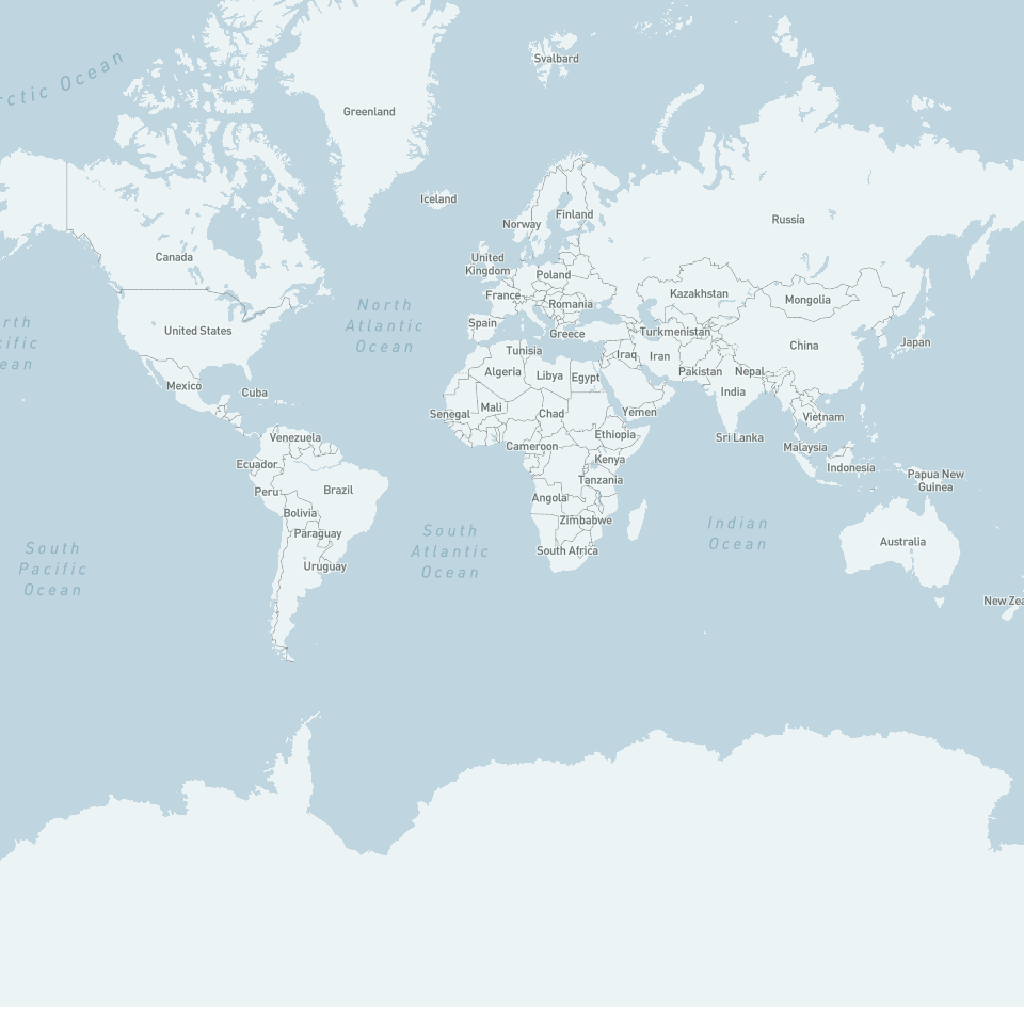 Svalbard
rctic Ocean
Greenland
Iceland
Finland
Russia
Norway
Canada
United
Kingdom
Poland
Kazakhstan
France
Mongolia
North
Atlantic
Ocean
Romania
rth
cific
ean
Spain
United States
Greece
Turkmenistan
Japan
China
Tunisia
Iraq
Iran
Algeria
Libya
Egypt
Pakistan
Nepal
Mexico
Cuba
India
Senegal
Mali
Chad
Yemen
Vietnam
Venezuela
Ethiopia
Sri Lanka
Cameroon
Malaysia
Ecuador
Kenya
Indonesia
Papua New
Guinea
Tanzania
Peru
Brazil
Angola
Bolivia
Zimbabwe
Indian
Ocean
South
Atlantic
Ocean
Paraguay
Australia
South
Pacific
Ocean
South Africa
Uruguay
New Zea